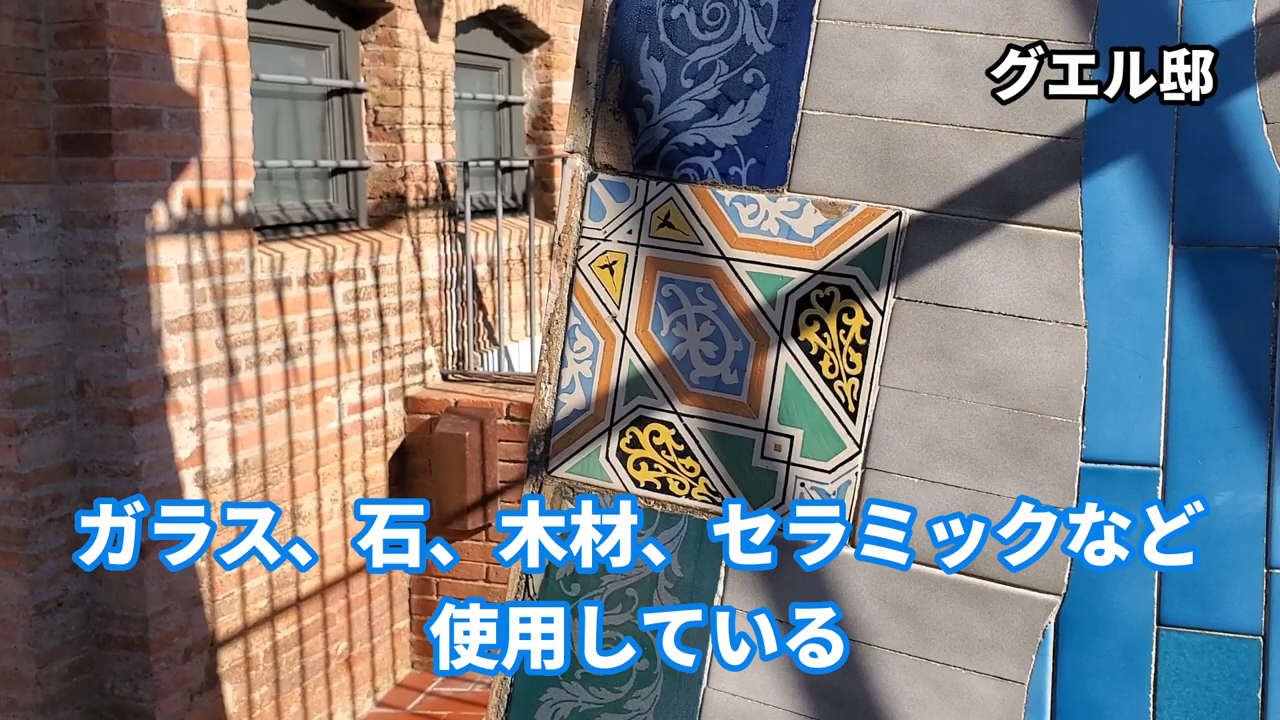 グエル邸
ガラス、石、木材、セラミックなど
使用している